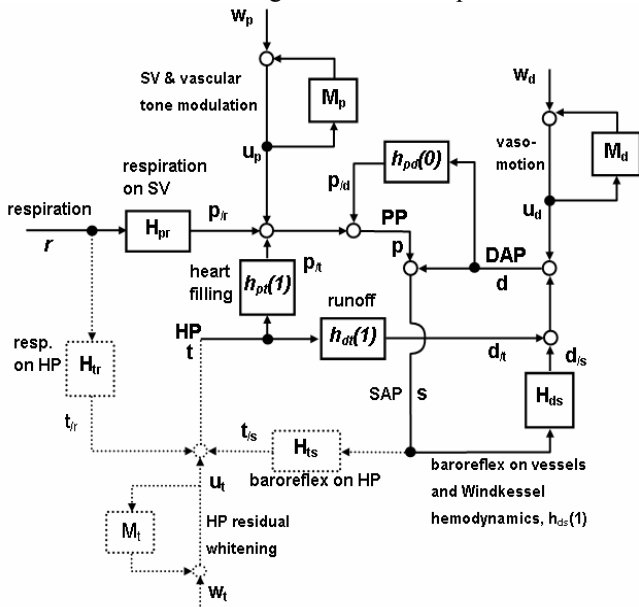 w_p
SV & vascular
tone modulation
M_p
w_d
u_p
p_/d
h_pd(0)
vaso-
motion
M_d
respiration
on SV
u_d
respiration
r
H_pr
p_/r
PP
p
DAP
d
heart
filling
h_pt(1)
p_/t
runoff
HP
t
h_dt(1)
d_/t
d_/s
resp.
on HP
H_tr
SAP s
H_ds
t_/r
t_/s
H_ts
baroreflex on HP
baroreflex on vessels
and Windkessel
hemodynamics, h_ds(1)
u_t
M_t
HP residual
whitening
w_t